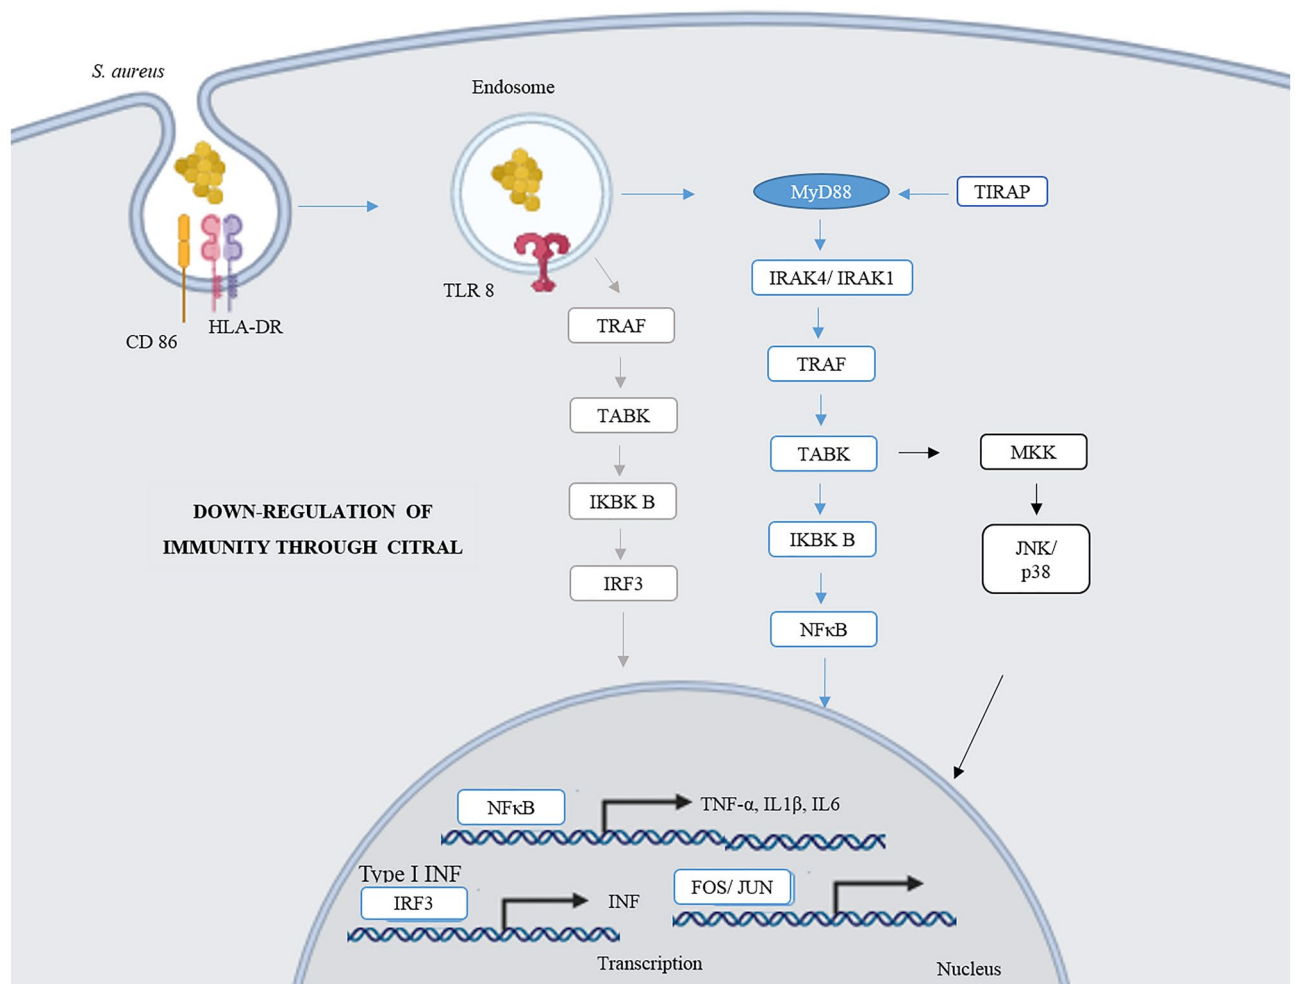 S. aureus
Endosome
MyD88
TIRAP
IRAK4/ IRAK1
TLR 8
HLA-DR
CD 86
TRAF
TRAF
TABK
TABK
MKK
IKBK B
IKBK B
DOWN-REGULATION OF
IMMUNITY THROUGH CITRAL
JNK/
p38
IRF3
NFκB
NFκB
TNF-α, IL1β, IL6
Type I INF
IRF3
INF
FOS/ JUN
Transcription
Nucleus